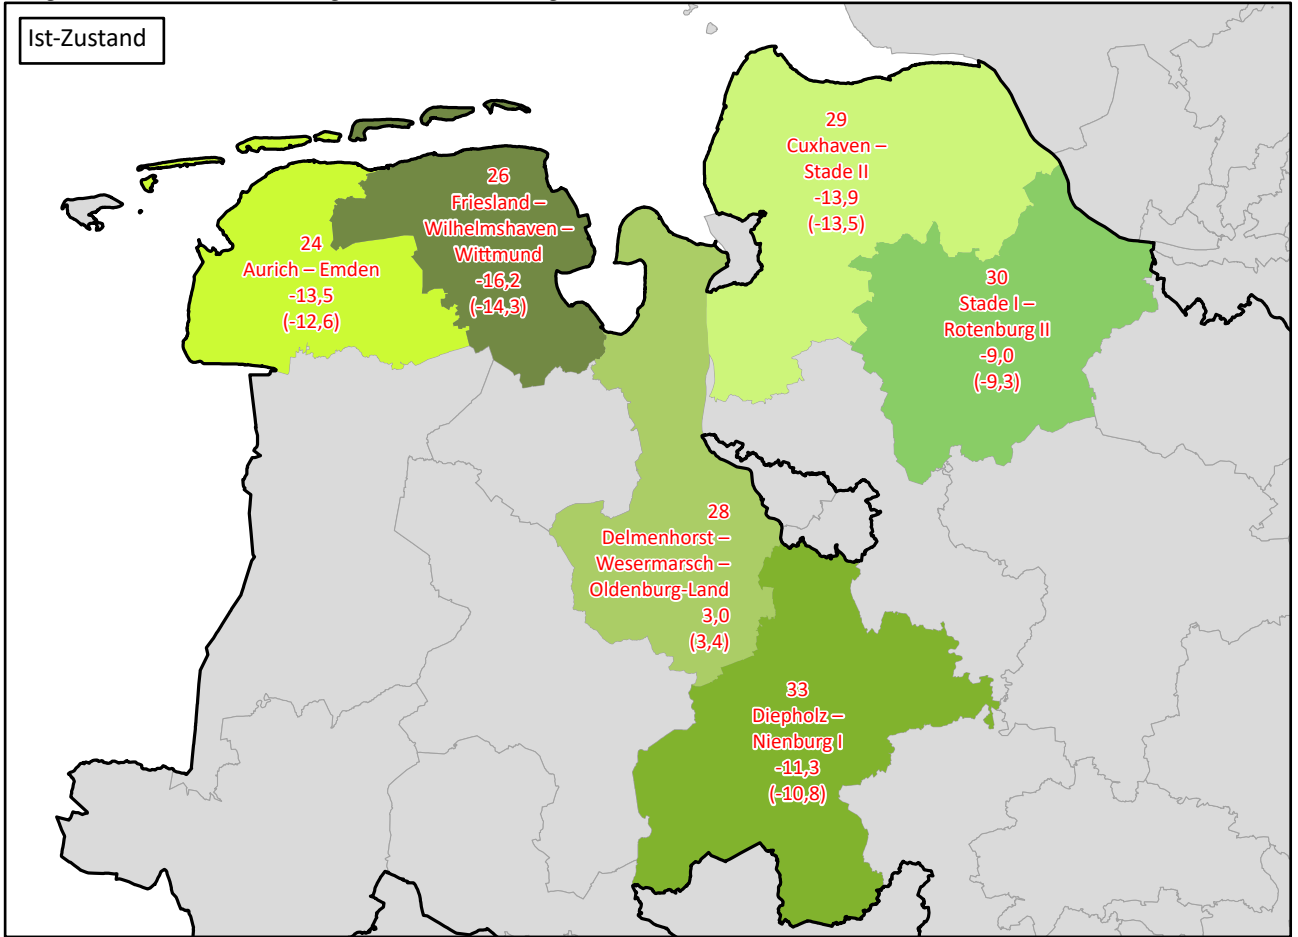 Ist-Zustand
29
Cuxhaven –
Stade II
-13,9
(-13,5)
26
Friesland –
Wilhelmshaven –
Wittmund
-16,2
(-14,3)
24
Aurich – Emden
-13,5
(-12,6)
30
Stade I –
Rotenburg II
-9,0
(-9,3)
28
Delmenhorst –
Wesermarsch –
Oldenburg-Land
3,0
(3,4)
33
Diepholz –
Nienburg I
-11,3
(-10,8)